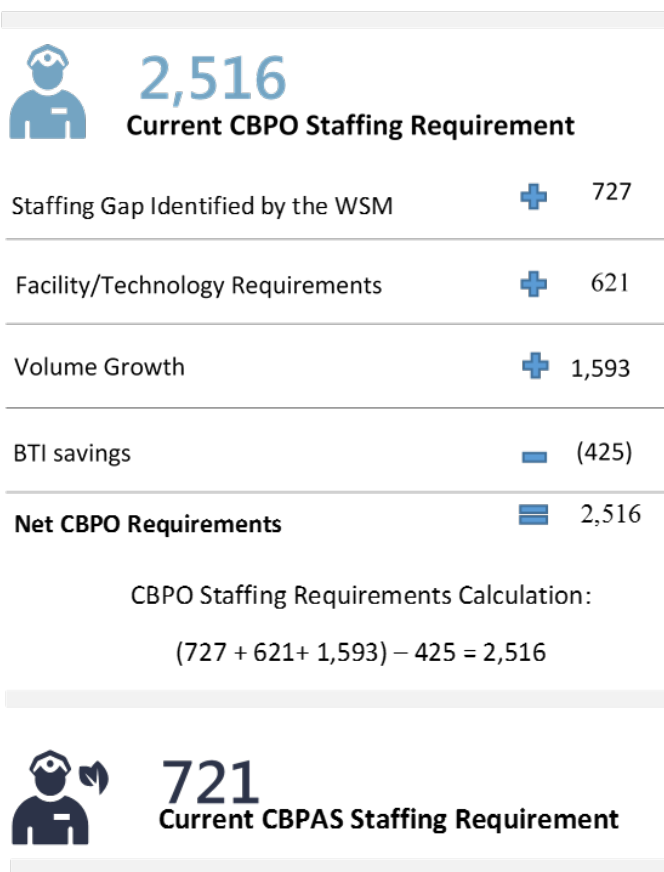 2,516
Current CBPO Staffing Requirement
Staffing Gap Identified by the WSM 727
Facility/Technology Requirements 621
Volume Growth 1,593
BTI savings (425)
Net CBPO Requirements 2,516
CBPO Staffing Requirements Calculation:
(727 + 621+ 1,593) – 425 = 2,516
721
Current CBPAS Staffing Requirement